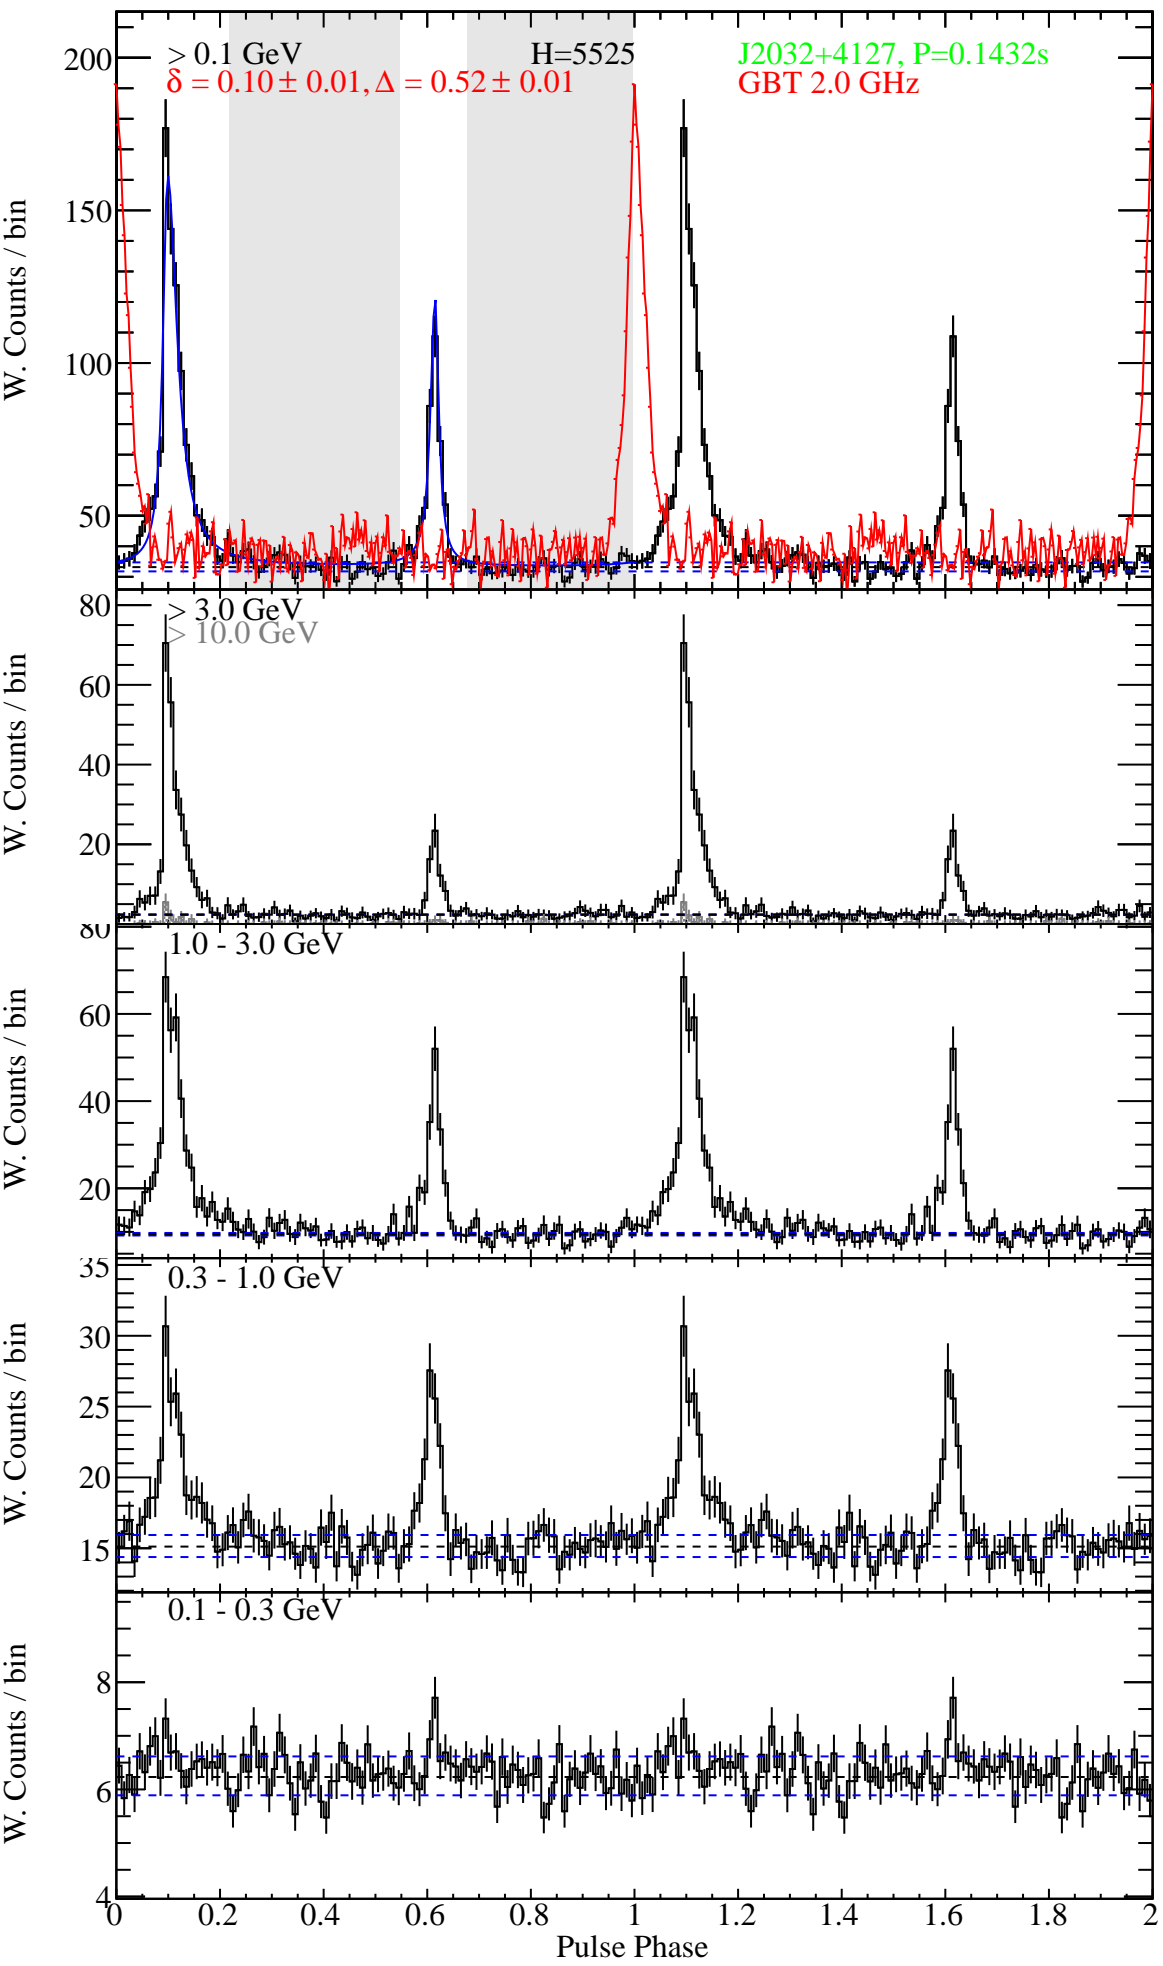 > 0.1 GeV H=5525 J2032+4127, P=0.1432s
δ = 0.10 ± 0.01, Δ = 0.52 ± 0.01 GBT 2.0 GHz
200
150
100
50
W. Counts / bin
> 3.0 GeV
> 10.0 GeV
80
60
40
20
W. Counts / bin
1.0 - 3.0 GeV
80
60
40
20
W. Counts / bin
0.3 - 1.0 GeV
35
30
25
20
15
W. Counts / bin
0.1 - 0.3 GeV
8
6
4
W. Counts / bin
0 0.2 0.4 0.6 0.8 1 1.2 1.4 1.6 1.8 2
Pulse Phase